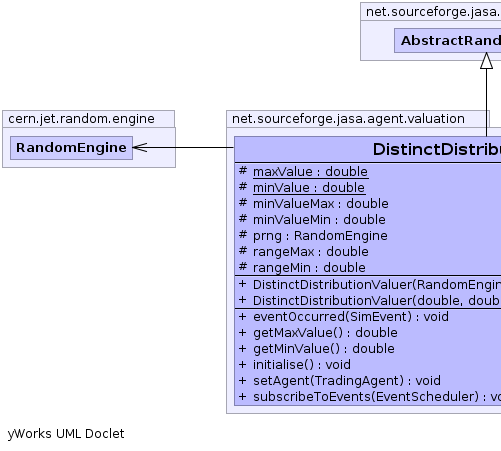 net.sourceforge.jasa.
AbstractRand
cern.jet.random.engine
RandomEngine
net.sourceforge.jasa.agent.valuation
DistinctDistribu
# maxValue : double
# minValue : double
# minValueMax : double
# minValueMin : double
# prng : RandomEngine
# rangeMax : double
# rangeMin : double
+ DistinctDistributionValuer(RandomEngin
+ DistinctDistributionValuer(double, doub
+ eventOccurred(SimEvent) : void
+ getMaxValue() : double
+ getMinValue() : double
+ initialise() : void
+ setAgent(TradingAgent) : void
+ subscribeToEvents(EventScheduler) : vo
yWorks UML Doclet